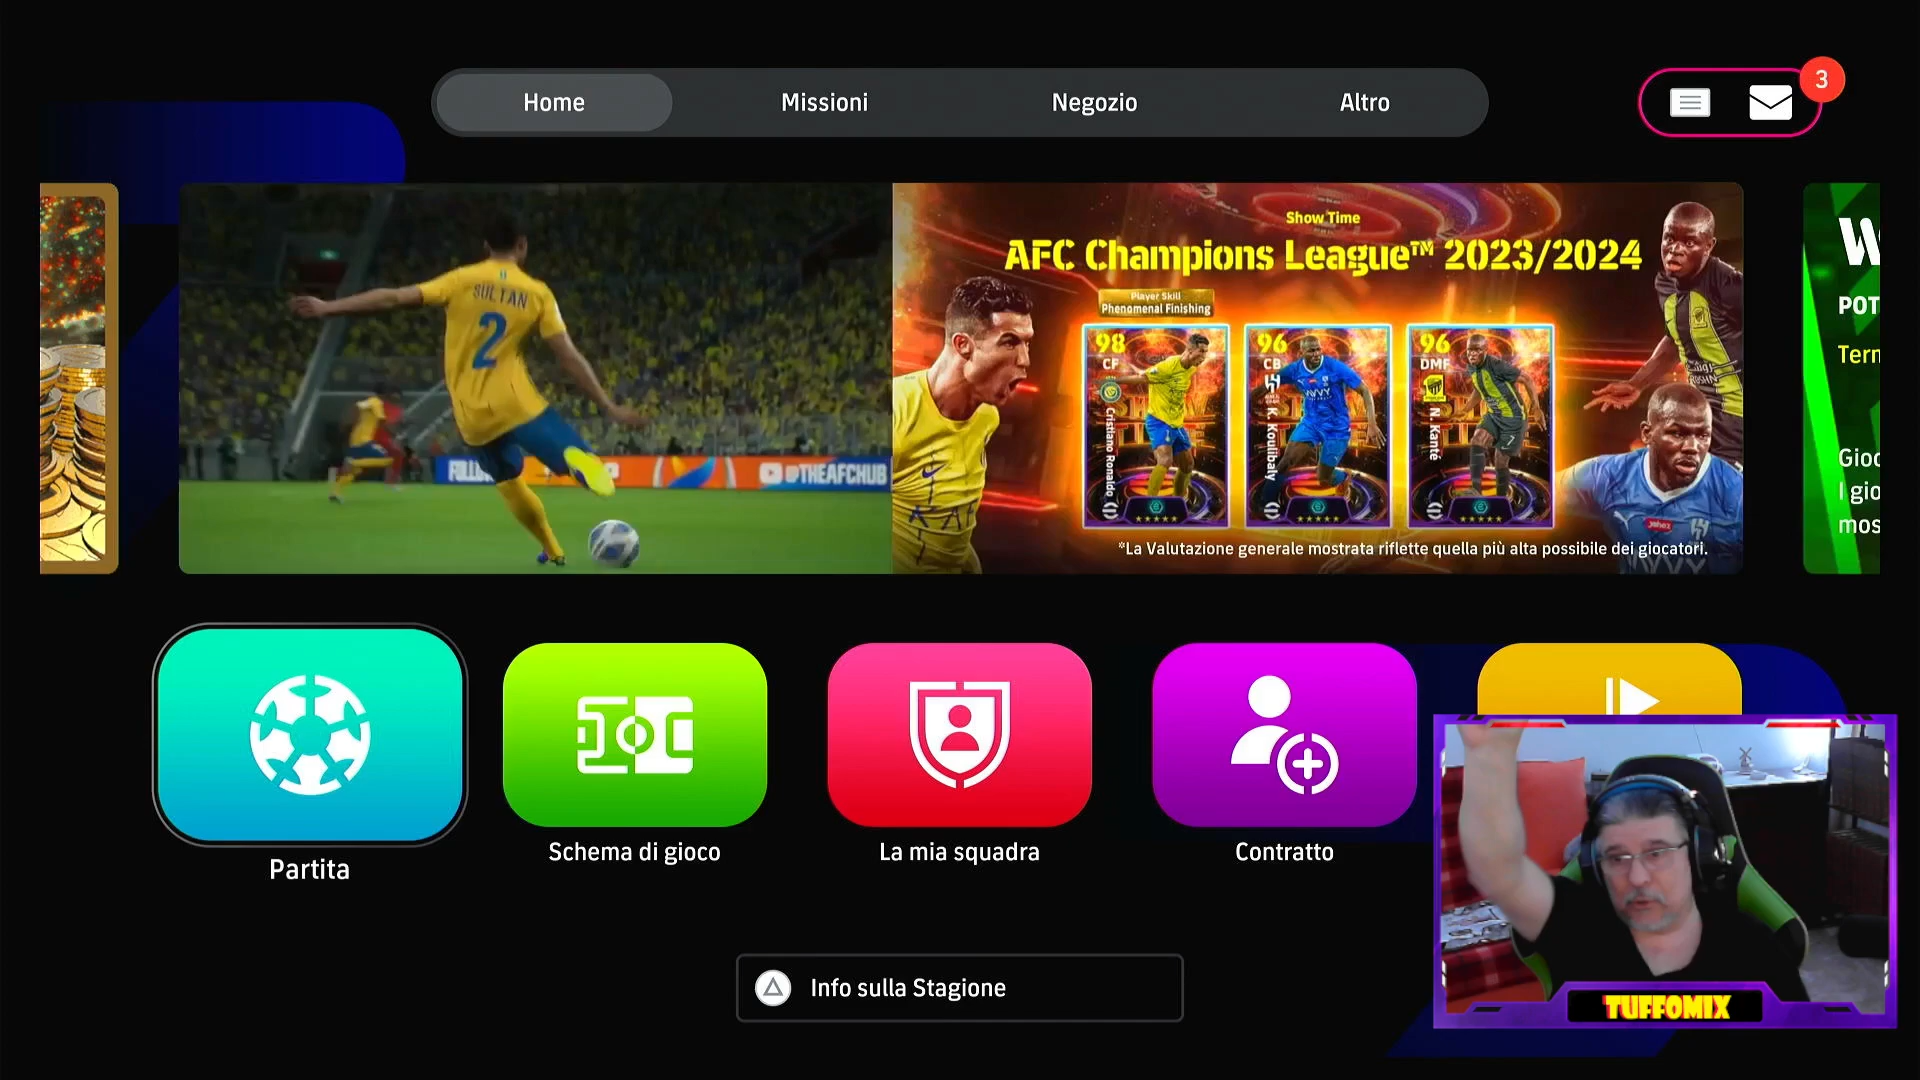 Home
Missioni
Negozio
Altro
3
SULTAN
2
@THEAFCHUB
Show Time
AFC Champions League™ 2023/2024
Player Skill
Phenomenal Finishing
98
CF
Cristiano Ronaldo
96
CB
K. Koulibaly
96
DMF
N. Kanté
*La Valutazione generale mostrata riflette quella più alta possibile dei giocatori.
Partita
Schema di gioco
La mia squadra
Contratto
Info sulla Stagione
TUFFOMIX